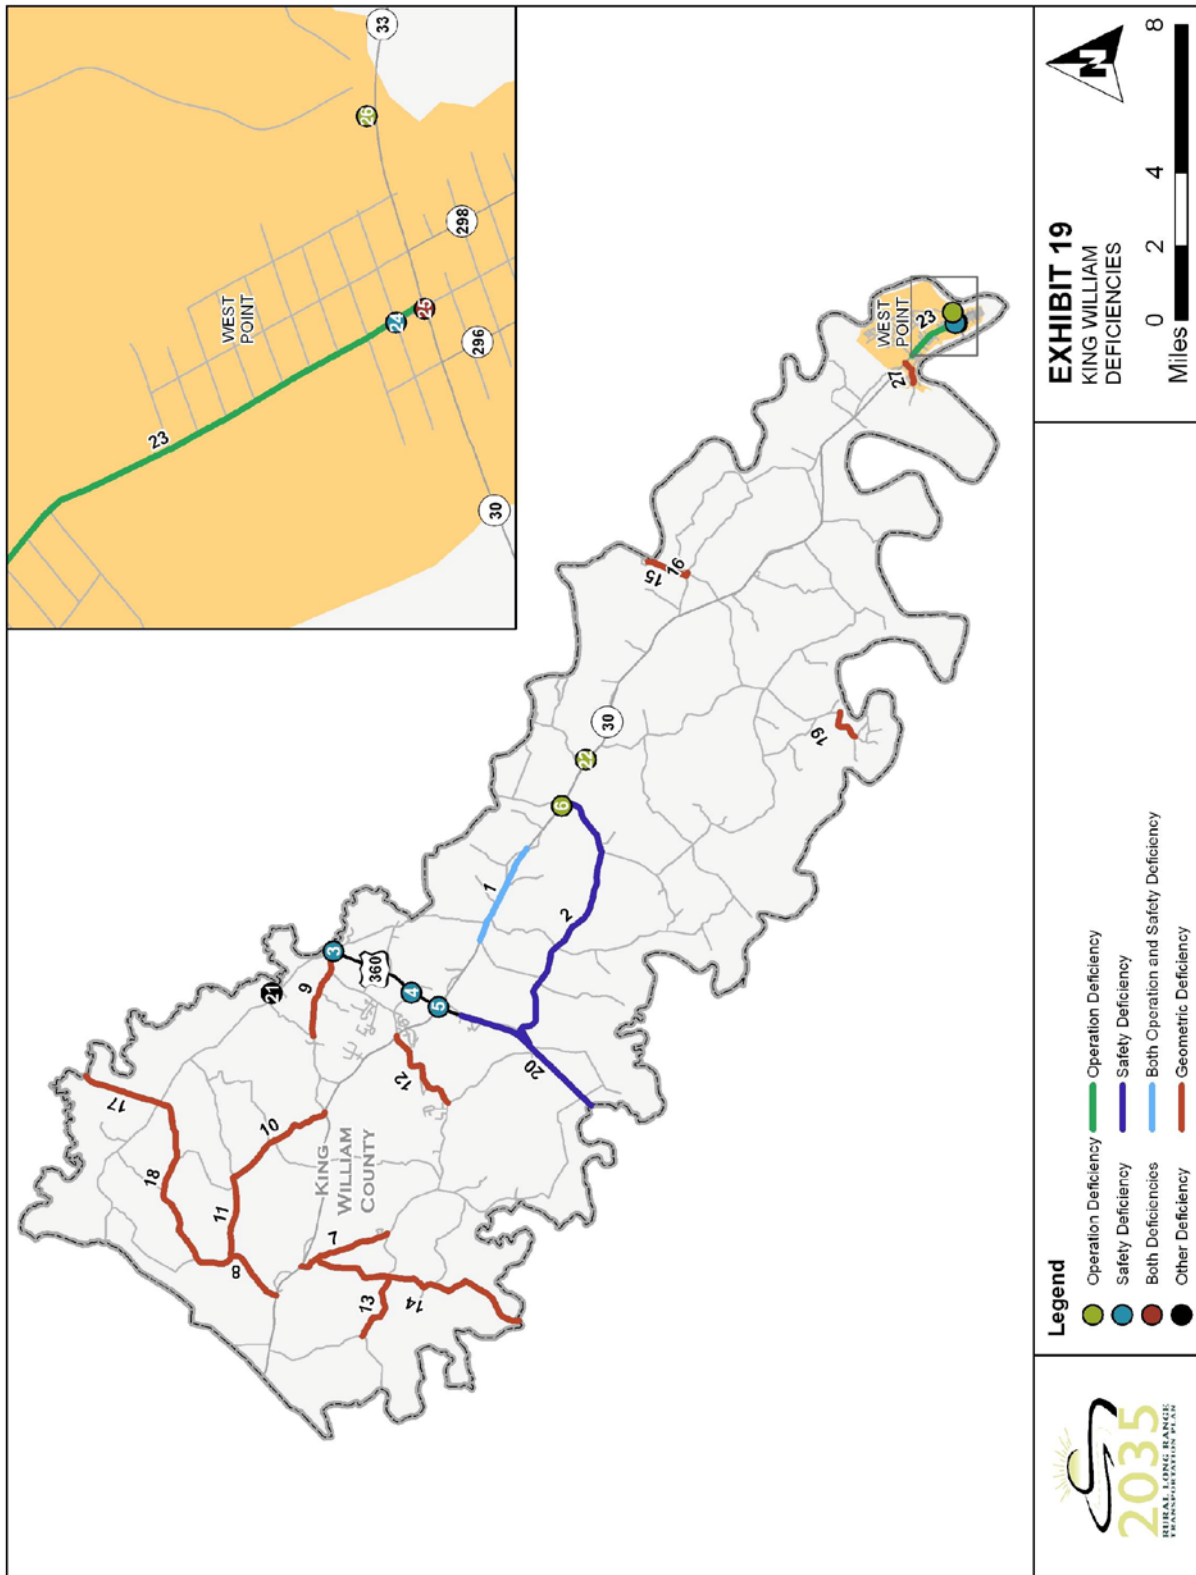 33
26
WEST
POINT
298
24
25
296
23
30
EXHIBIT 19
KING WILLIAM
DEFICIENCIES
N
Miles
0
2
4
8
WEST
POINT
23
27
15
16
19
30
22
6
1
2
3
360
4
5
21
9
12
20
17
18
10
11
8
KING
WILLIAM
COUNTY
7
13
14
Legend
Operation Deficiency
Safety Deficiency
Both Deficiencies
Other Deficiency
Operation Deficiency
Safety Deficiency
Both Operation and Safety Deficiency
Geometric Deficiency
2035
RURAL LONG RANGE
TRANSPORTATION PLAN